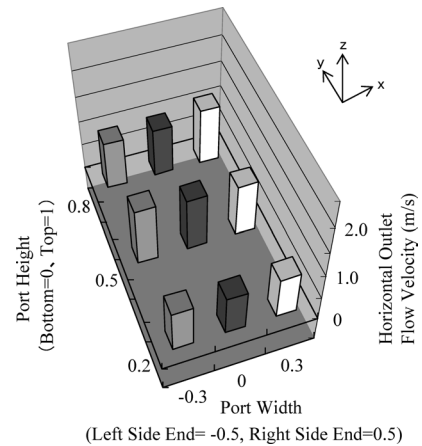 z
y
x
0.8
0.5
0.2
Port Height
(Bottom=0, Top=1)
2.0
1.0
0
Horizontal Outlet
Flow Velocity (m/s)
-0.3
0
0.3
Port Width
(Left Side End= -0.5, Right Side End=0.5)